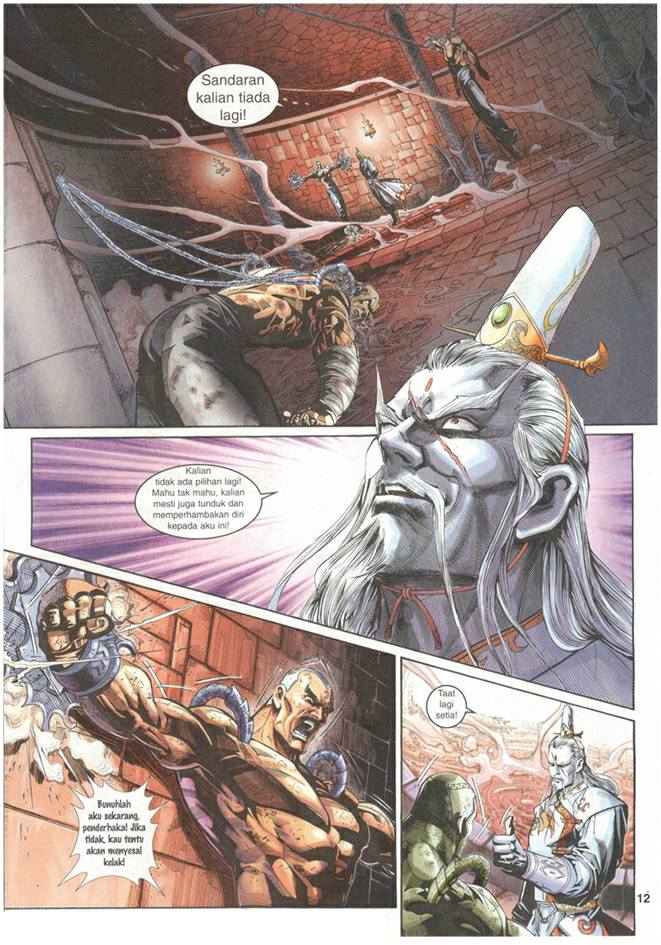 Sandaran
kalian tiada
lagi!
Kalian
tidak ada pilihan lagi!
Mahu tak mahu, kalian
mesti juga tunduk dan
memperhambakan diri
kepada aku ini!
Bunuhlah
aku sekarang,
penderhaka! Jika
tidak, kau tentu
akan menyesal
kelak!
Taat
lagi
setia!
12